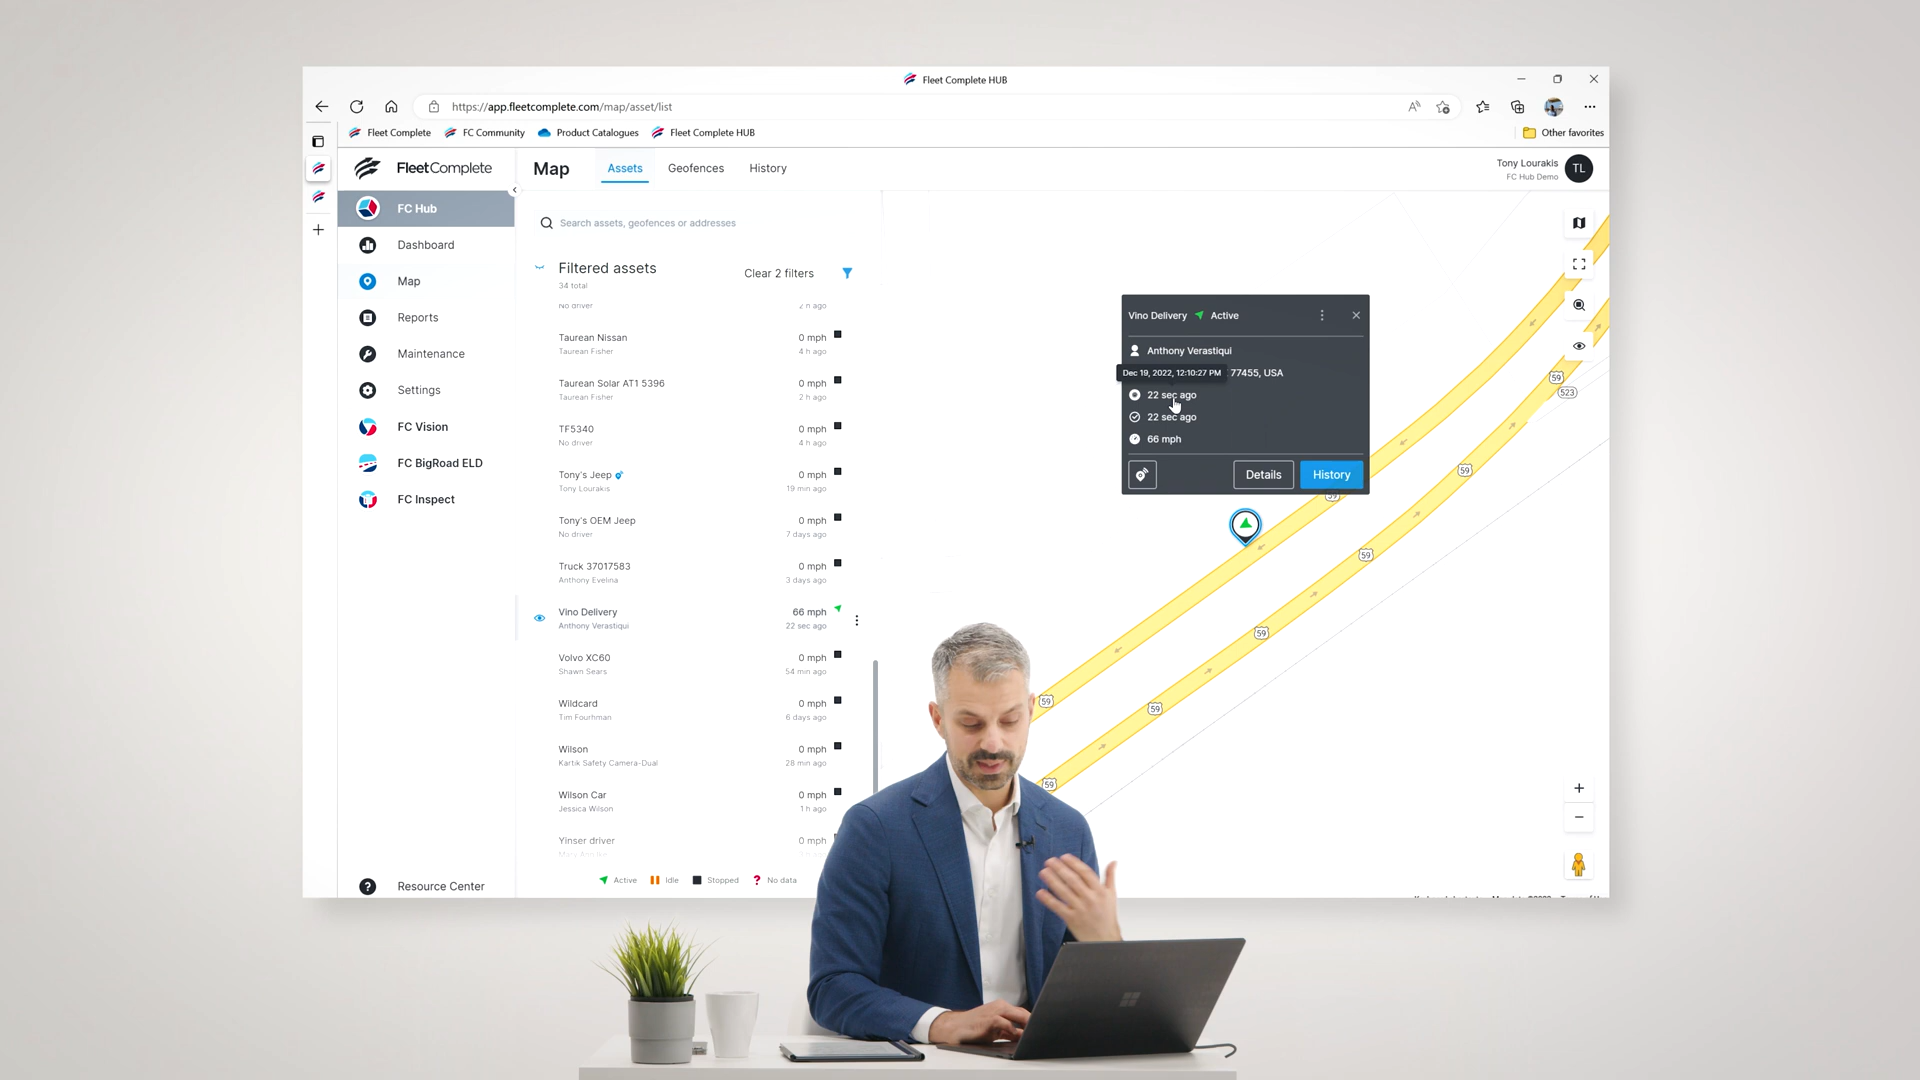 Fleet Complete HUB
https://app.fleetcomplete.com/map/asset/list
Fleet Complete
FC Community
Product Catalogues
Fleet Complete HUB
Other favorites
FleetComplete
Map
Assets
Geofences
History
Tony Lourakis
FC Hub Demo
TL
FC Hub
Dashboard
Map
Reports
Maintenance
Settings
FC Vision
FC BigRoad ELD
FC Inspect
Resource Center
Search assets, geofences or addresses
Filtered assets
34 total
Clear 2 filters
No driver 2 h ago
Taurean Nissan 0 mph
Taurean Fisher 4 h ago
Taurean Solar AT1 5396 0 mph
Taurean Fisher 2 h ago
TF5340 0 mph
No driver 4 h ago
Tony's Jeep 0 mph
Tony Lourakis 19 min ago
Tony's OEM Jeep 0 mph
No driver 7 days ago
Truck 37017583 0 mph
Anthony Evelina 3 days ago
Vino Delivery 66 mph
Anthony Verastiqui 22 sec ago
Volvo XC60 0 mph
Shawn Sears 54 min ago
Wildcard 0 mph
Tim Fourhman 6 days ago
Wilson 0 mph
Kartik Safety Camera-Dual 28 min ago
Wilson Car 0 mph
Jessica Wilson 1 h ago
Yinser driver 0 mph
Active
Idle
Stopped
? No data
Vino Delivery Active
Anthony Verastiqui
Dec 19, 2022, 12:10:27 PM
77455, USA
22 sec ago
22 sec ago
66 mph
Details
History
59
523
59
59
59
59
59
59
59